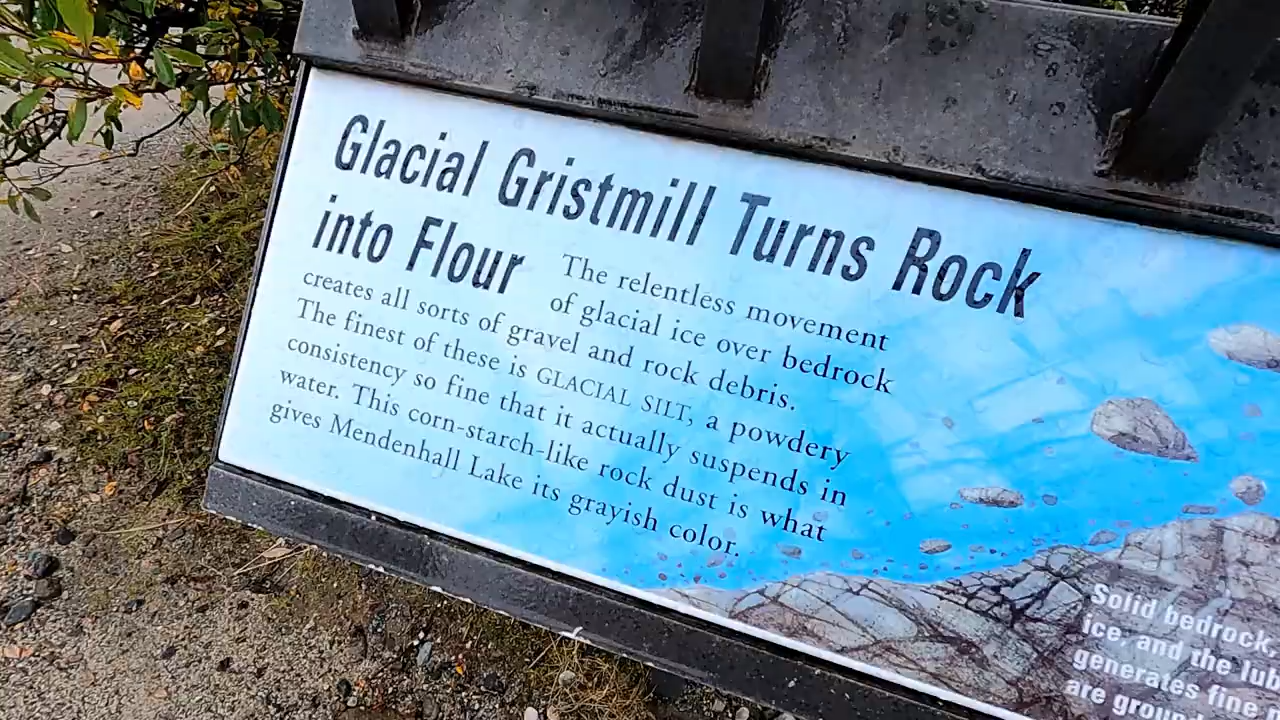 Glacial Gristmill Turns Rock
into Flour
The relentless movement
of glacial ice over bedrock
creates all sorts of gravel and rock debris.
The finest of these is GLACIAL SILT, a powdery
consistency so fine that it actually suspends in
water. This corn-starch-like rock dust is what
gives Mendenhall Lake its grayish color.
Solid bedrock,
ice, and the
generates fine
are